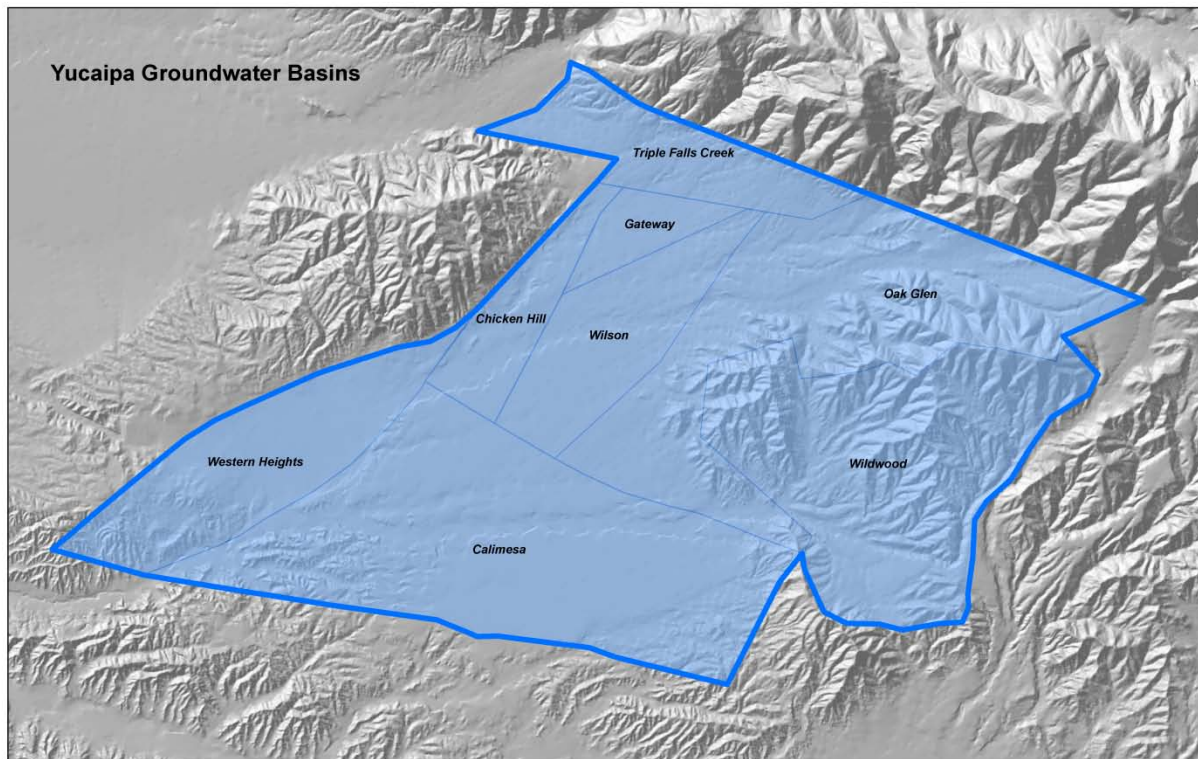 Yucaipa Groundwater Basins
Triple Falls Creek
Gateway
Oak Glen
Chicken Hill
Wilson
Western Heights
Wildwood
Calimesa